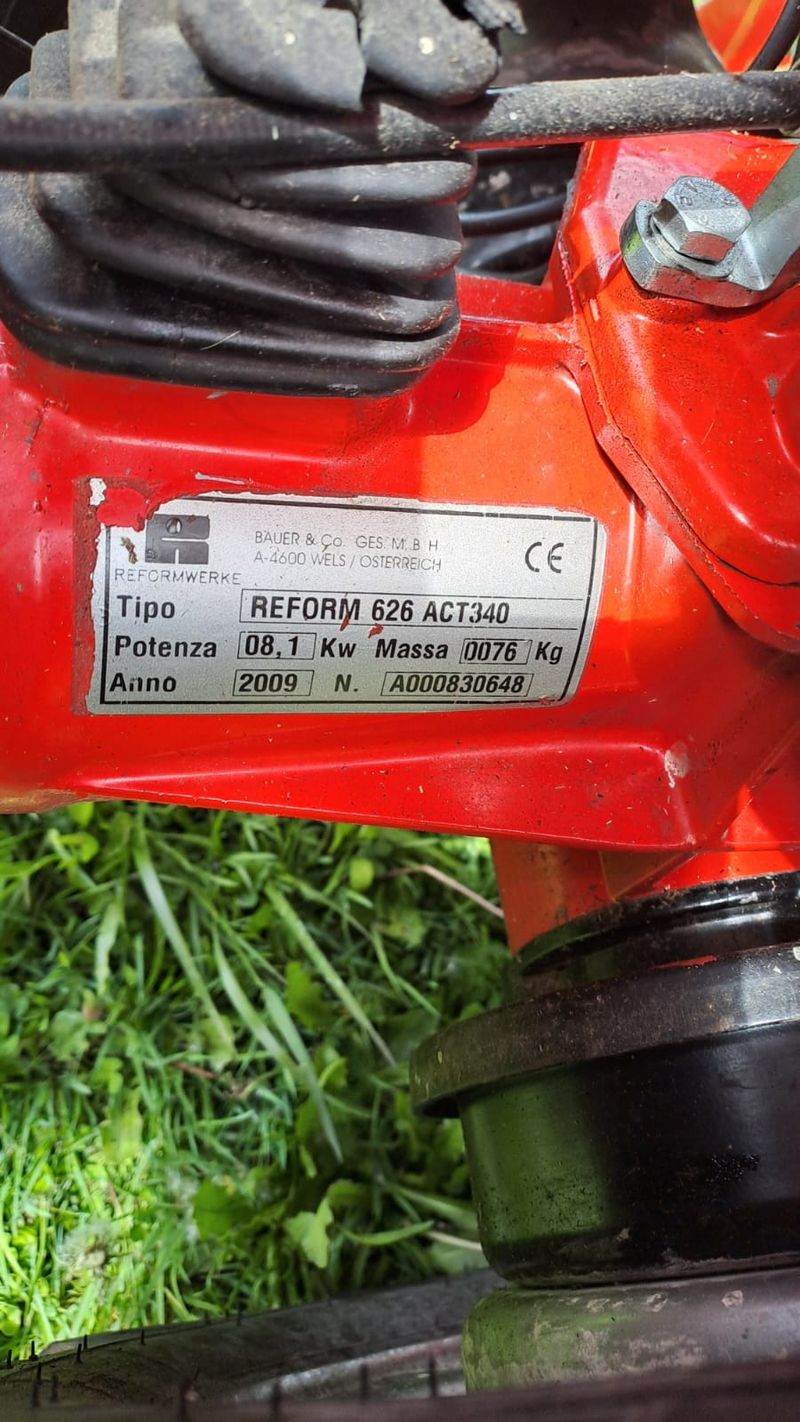 BAUER & Co. GES. M. B H
A-4600 WELS / OSTERREICH
CE
REFORMWERKE
Tipo REFORM 626 ACT340
Potenza 08,1 Kw Massa 0076 Kg
Anno 2009 N. A000830648